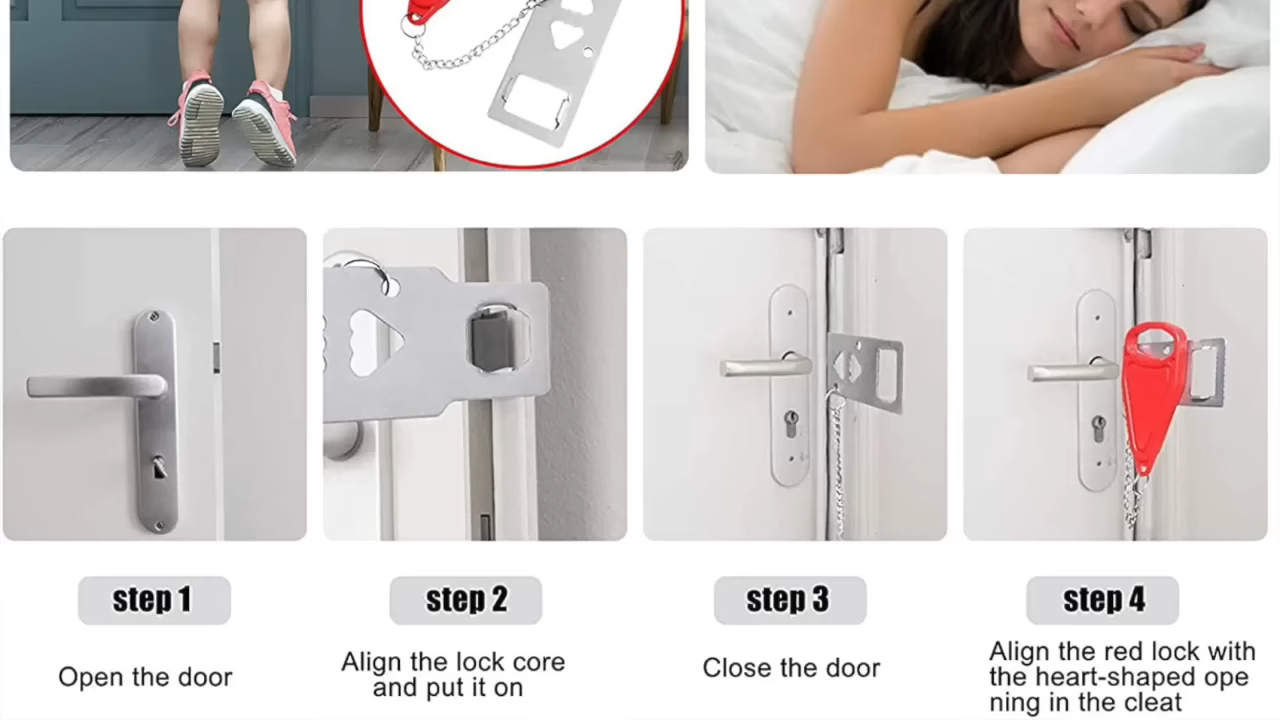 step 1
Open the door
step 2
Align the lock core
and put it on
step 3
Close the door
step 4
Align the red lock with
the heart-shaped ope
ning in the cleat